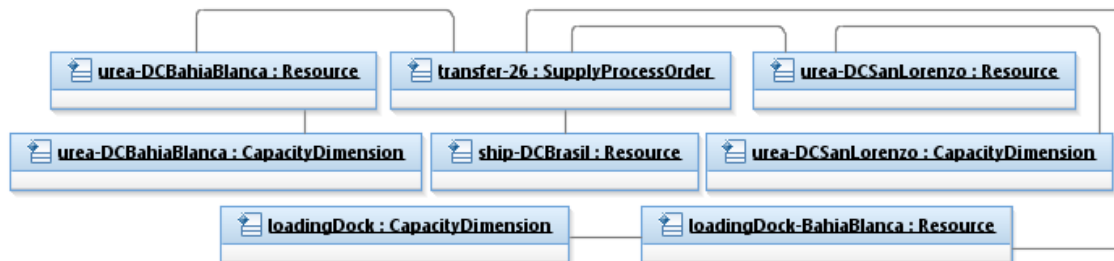 urea-DCBahiaBlanca : Resource
transfer-26 : SupplyProcessOrder
urea-DCSanLorenzo : Resource
urea-DCBahiaBlanca : CapacityDimension
ship-DCBrasil : Resource
urea-DCSanLorenzo : CapacityDimension
loadingDock : CapacityDimension
loadingDock-BahiaBlanca : Resource